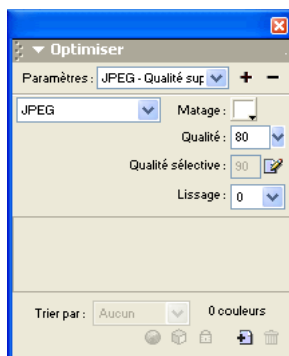 Optimiser
Paramètres : JPEG - Qualité sup
JPEG
Matage :
Qualité : 80
Qualité sélective : 90
Lissage : 0
Trier par : Aucun 0 couleurs